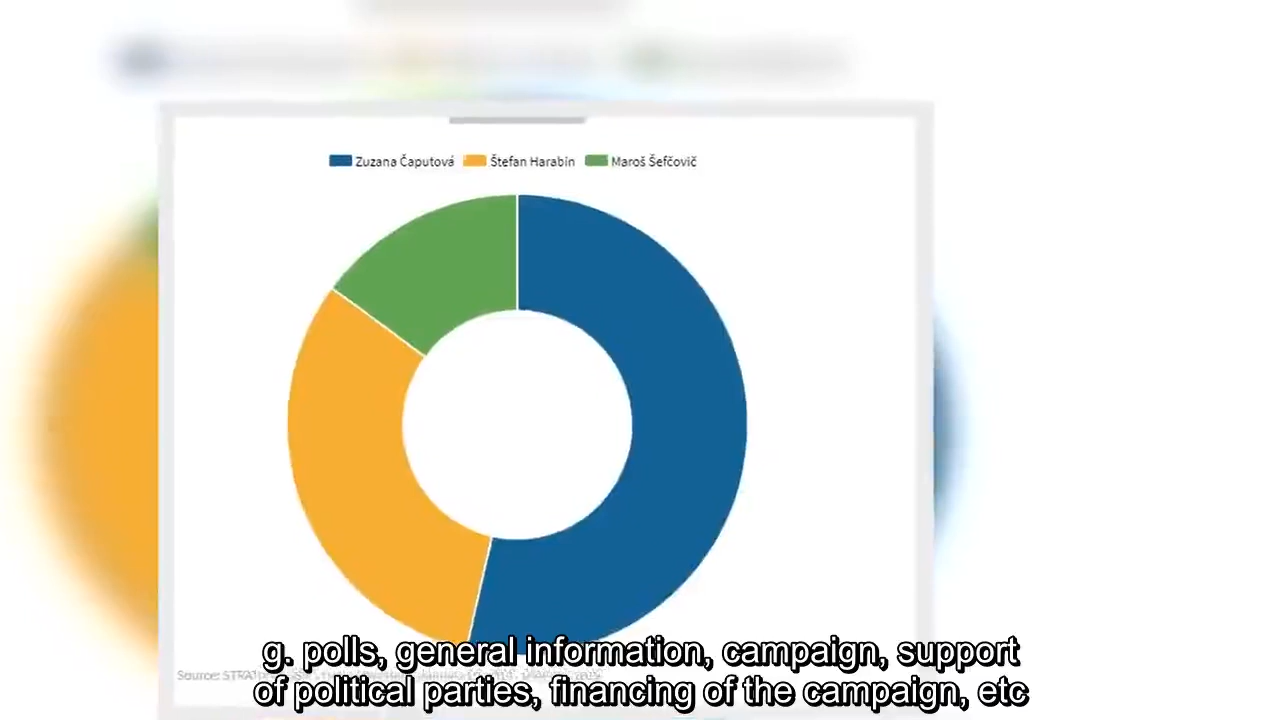 Zuzana Čaputová Štefan Harabin Maroš Šefčovič
Source:
g. polls, general information, campaign, support
of political parties, financing of the campaign, etc